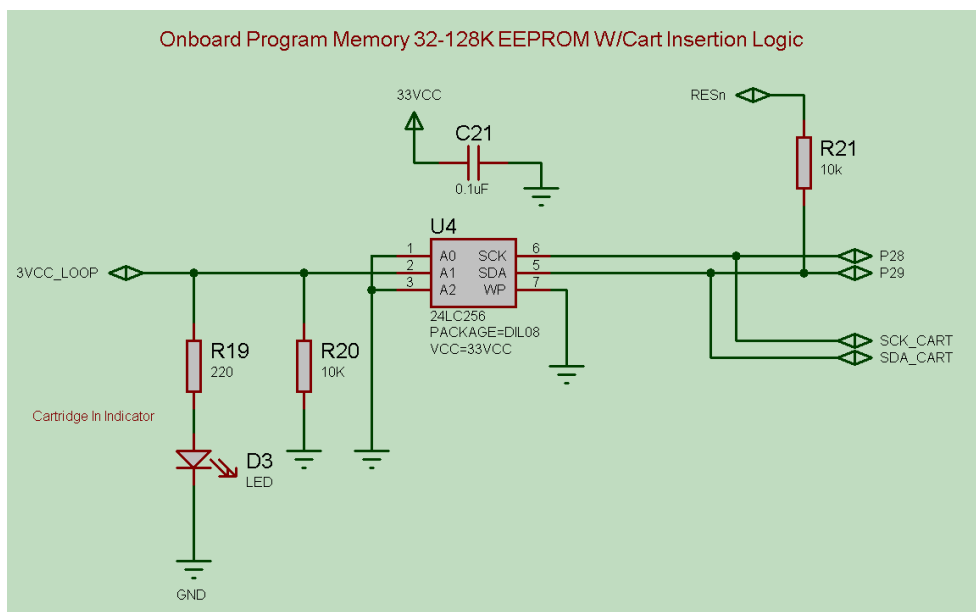 Onboard Program Memory 32-128K EEPROM W/Cart Insertion Logic
33VCC
RESn
C21
0.1uF
R21
10k
U4
1 A0 SCK 6
2 A1 SDA 5
3 A2 WP 7
24LC256
PACKAGE=DIL08
VCC=33VCC
P28
P29
3VCC_LOOP
SCK_CART
SDA_CART
R19
220
R20
10K
Cartridge In Indicator
D3
LED
GND